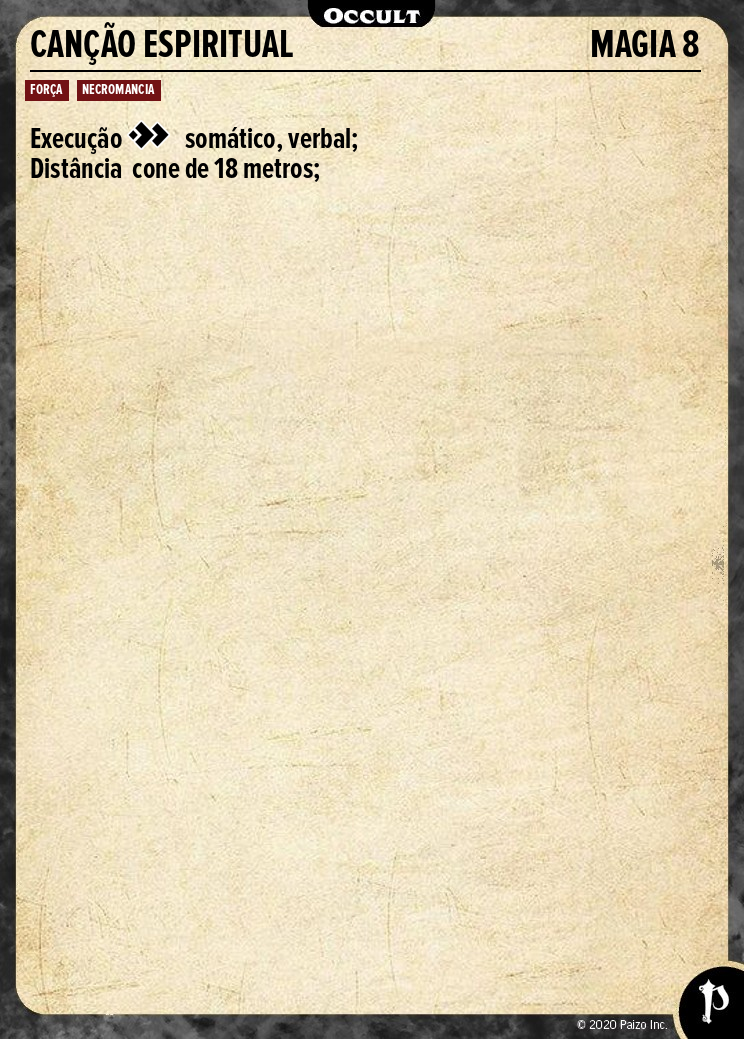 OCCULT
CANÇÃO ESPIRITUAL MAGIA 8
FORÇA NECROMANCIA
Execução somático, verbal;
Distância cone de 18 metros;
© 2020 Paizo Inc.